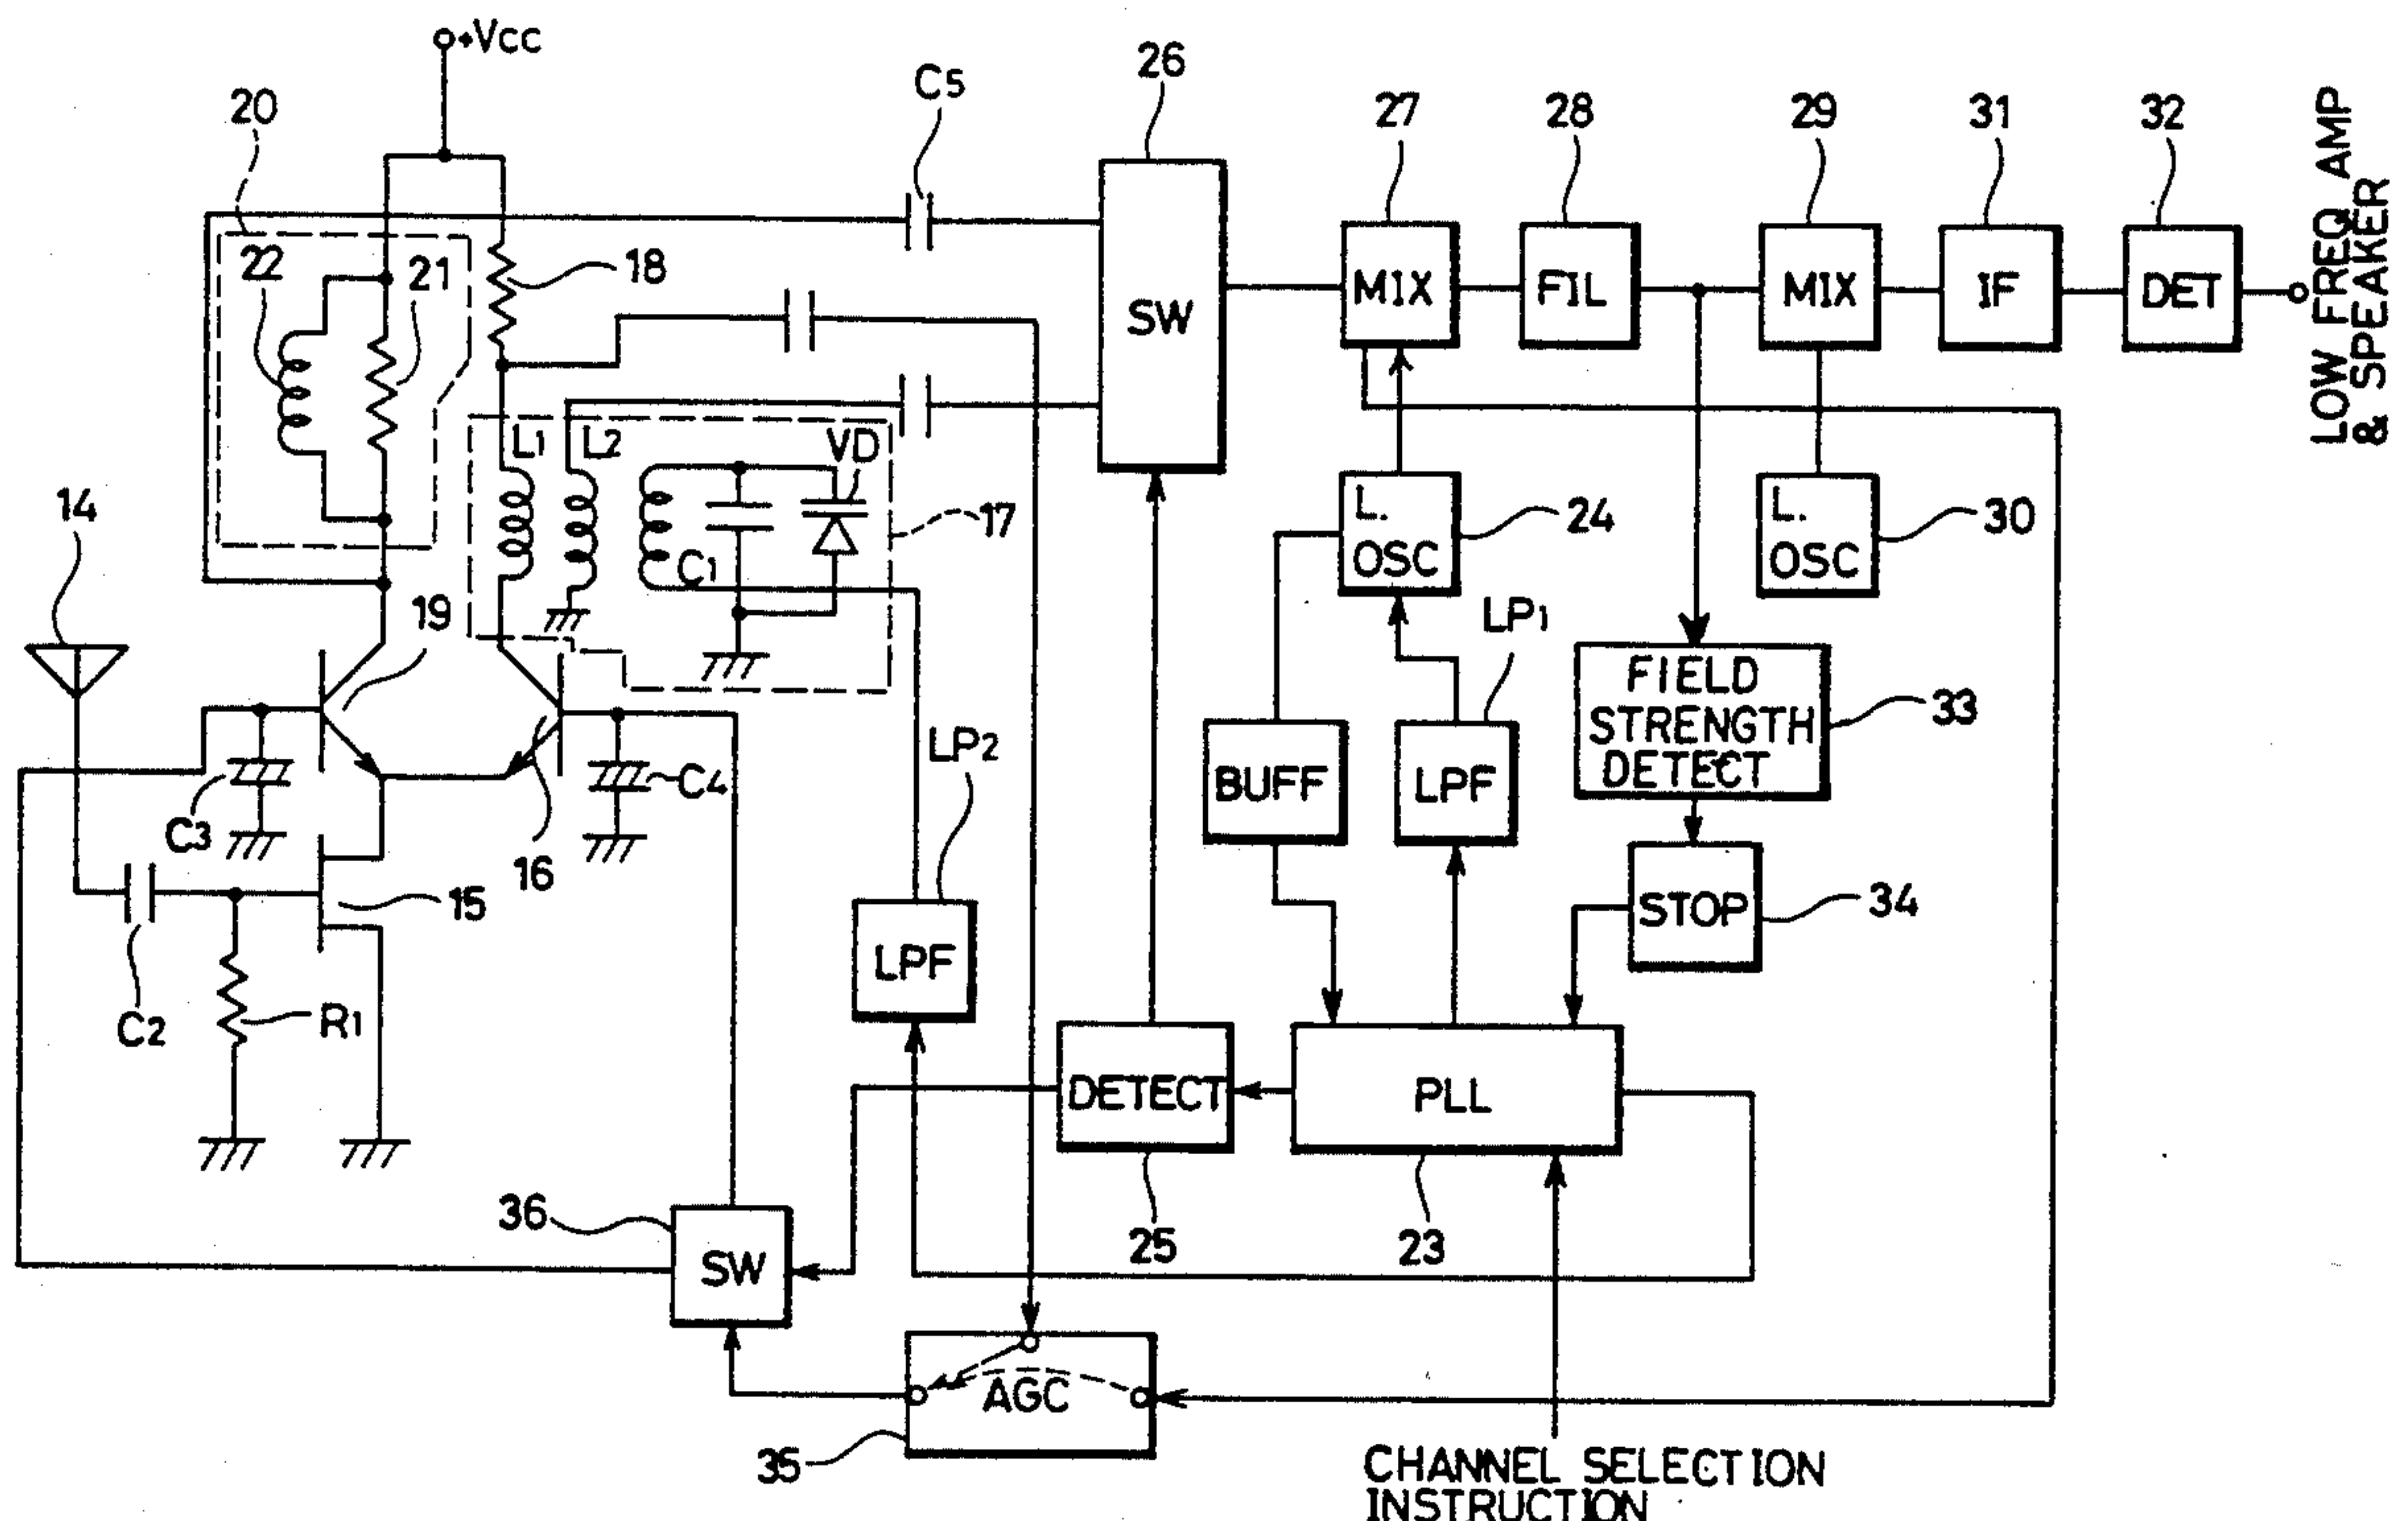 +Vcc
20
C5
26
27
28
29
31
32
LOW FREQ AMP
& SPEAKER
22
21
18
SW
MIX
FIL
MIX
IF
DET
L1
L2
VD
14
17
L.
OSC
24
L.
OSC
30
C1
19
LP1
FIELD
STRENGTH
DETECT
33
LP2
C4
BUFF
LPF
C3
16
15
STOP
34
LPF
C2
R1
DETECT
PLL
36
SW
25
23
AGC
35
CHANNEL SELECTION
INSTRUCTION